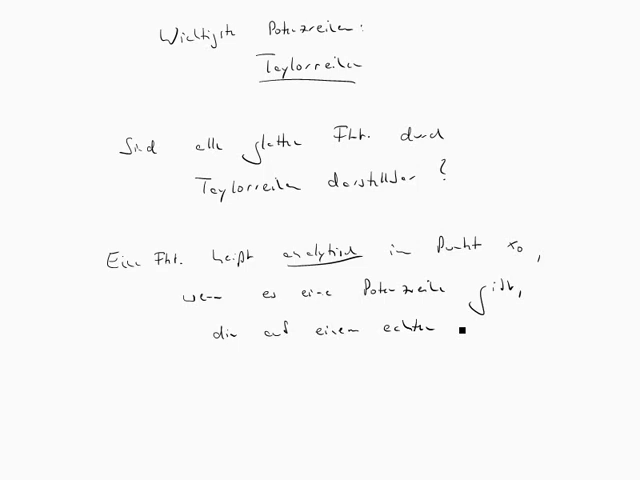 Wichtigste Potenzreihen:
Taylorreihen
Sind alle glatten Fkt. durch
Taylorreihen darstellbar?
Eine Fkt. heißt analytisch im Punkt x₀,
wenn es eine Potenzreihe gibt,
die auf einem echten